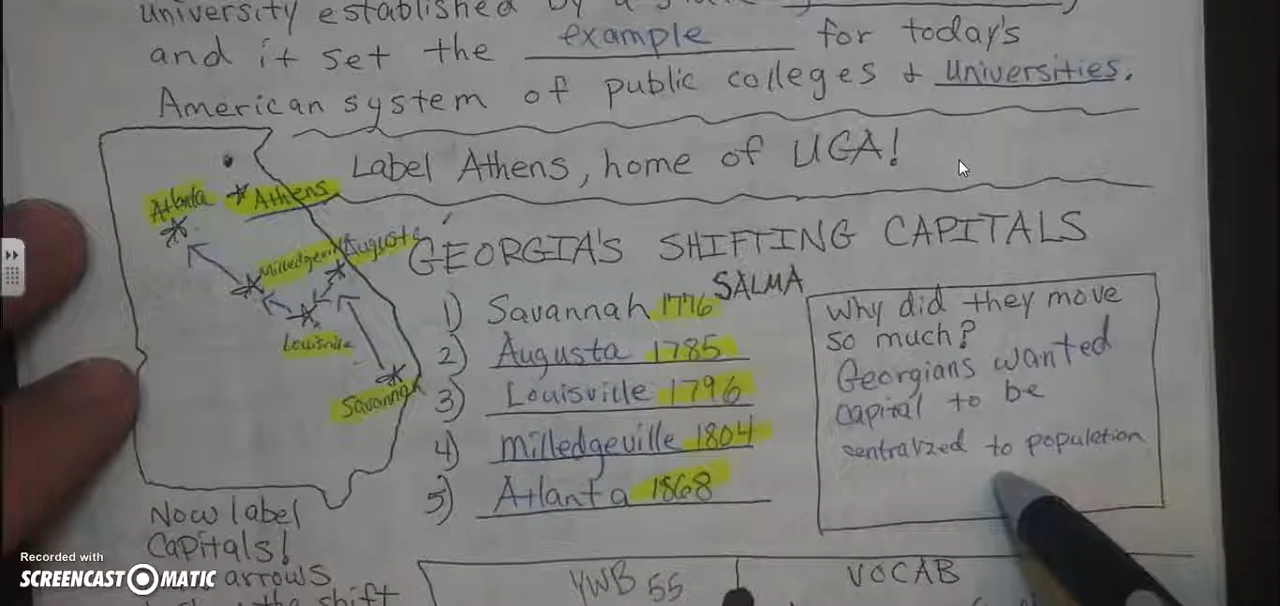 university established by a
and it set the example for today's
American system of public colleges & Universities.
Label Athens, home of UGA!
Atlanta
Athens
Milledgeville
Augusta
Louisville
Savannah
GEORGIA'S SHIFTING CAPITALS
SALMA
1) Savannah 1776
2) Augusta 1785
3) Louisville 1796
4) Milledgeville 1804
5) Atlanta 1868
Why did they move
so much?
Georgians wanted
capital to be
centralized to population
Now label
Capitals!
arrows
the shift
YWB 55
VOCAB
Recorded with
SCREENCAST MATIC